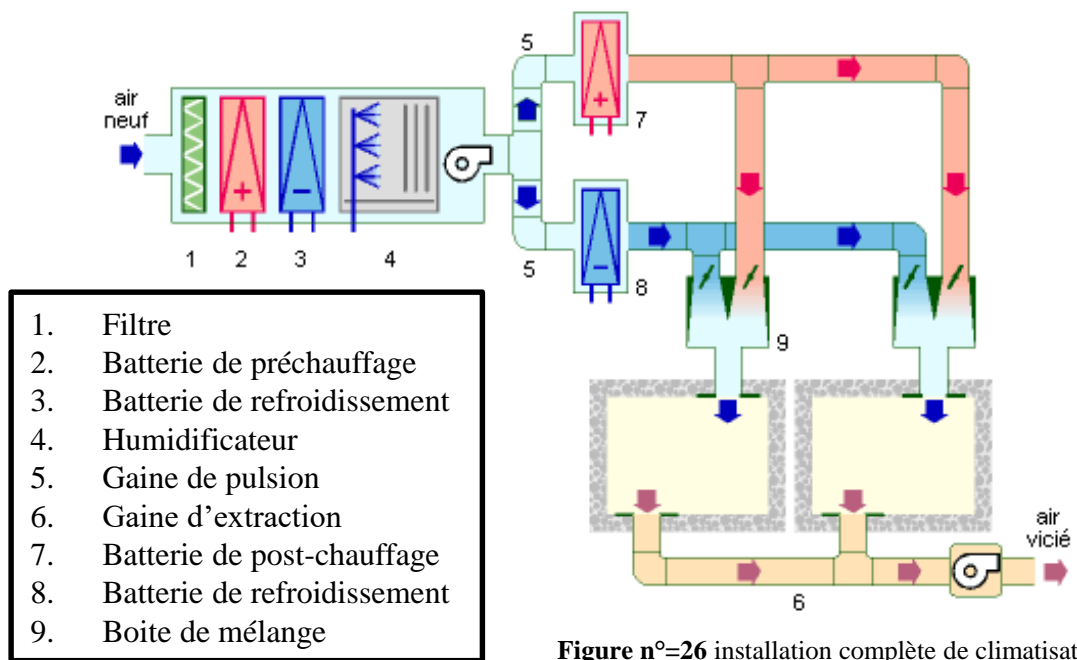 air
neuf
1
2
3
4
5
5
7
8
9
1. Filtre
2. Batterie de préchauffage
3. Batterie de refroidissement
4. Humidificateur
5. Gaine de pulsion
6. Gaine d’extraction
7. Batterie de post-chauffage
8. Batterie de refroidissement
9. Boite de mélange
air
vicié
6
Figure n°=26 installation complète de climatisat